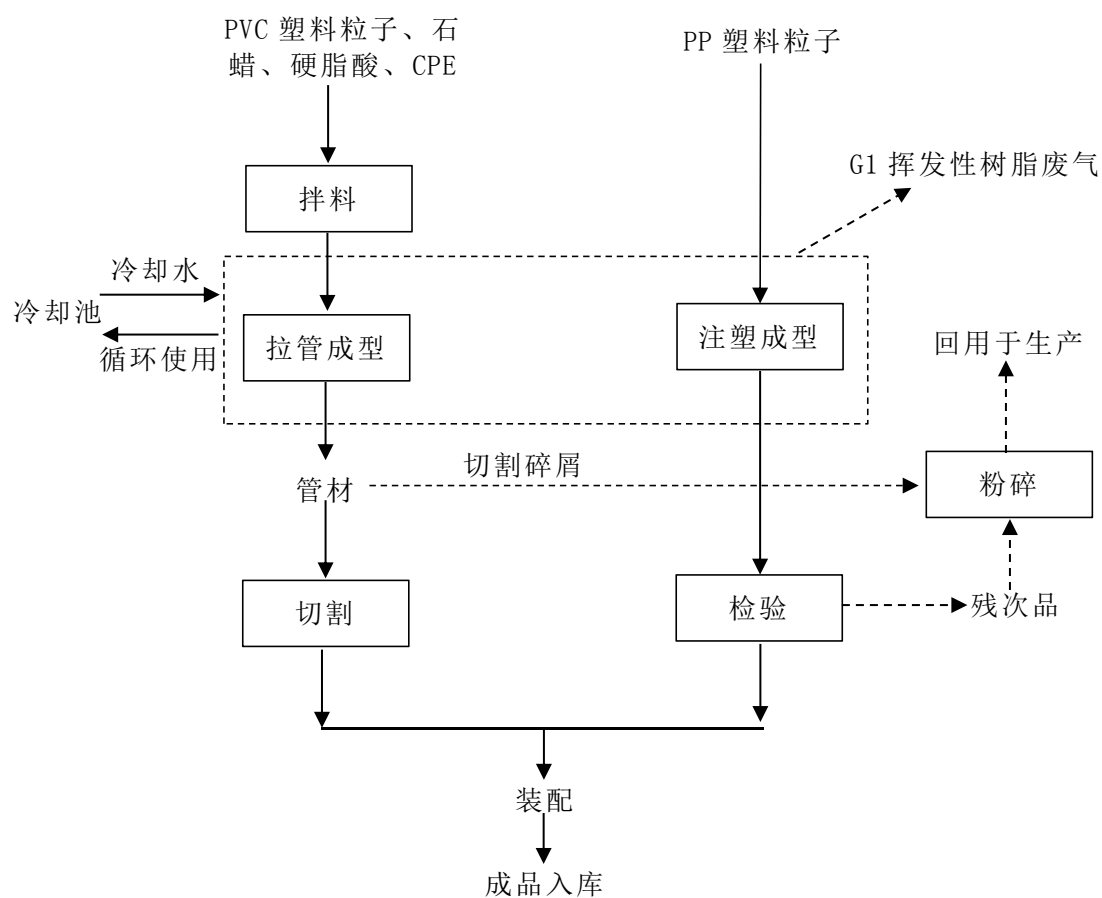 PVC 塑料粒子、石
蜡、硬脂酸、CPE
PP 塑料粒子
G1 挥发性树脂废气
拌料
冷却水
冷却池
循环使用
拉管成型
注塑成型
回用于生产
切割碎屑
管材
粉碎
切割
检验
残次品
装配
成品入库